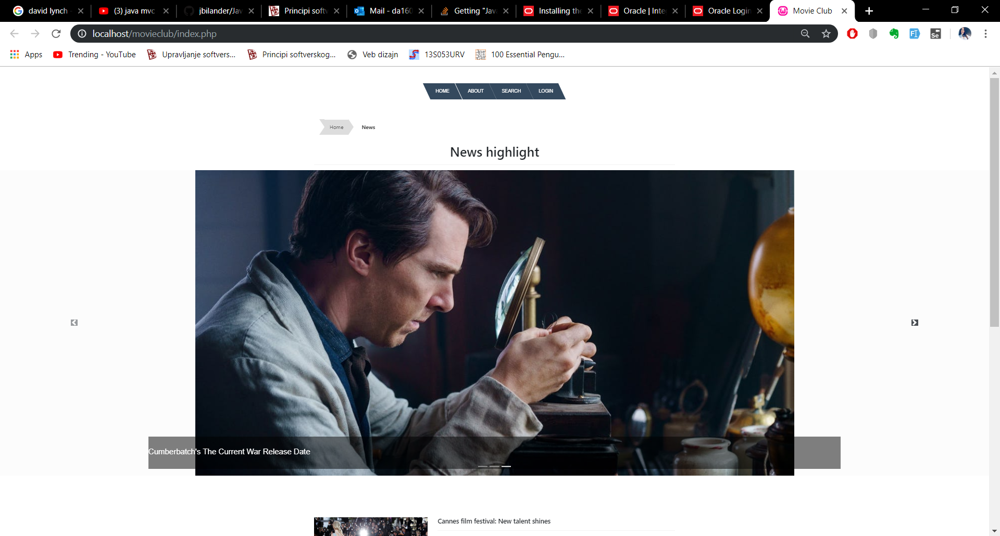 david lynch
(3) java mvc
jbilander/Jav
Principi softv
Mail - da160
Getting "Java
Installing the
Oracle | Inte
Oracle Login
Movie Club
localhost/movieclub/index.php
Apps
Trending - YouTube
Upravljanje softvers...
Principi softverskog...
Veb dizajn
13S053URV
100 Essential Pengu...
HOME
ABOUT
SEARCH
LOGIN
Home
News
News highlight
Cumberbatch's The Current War Release Date
Cannes film festival: New talent shines